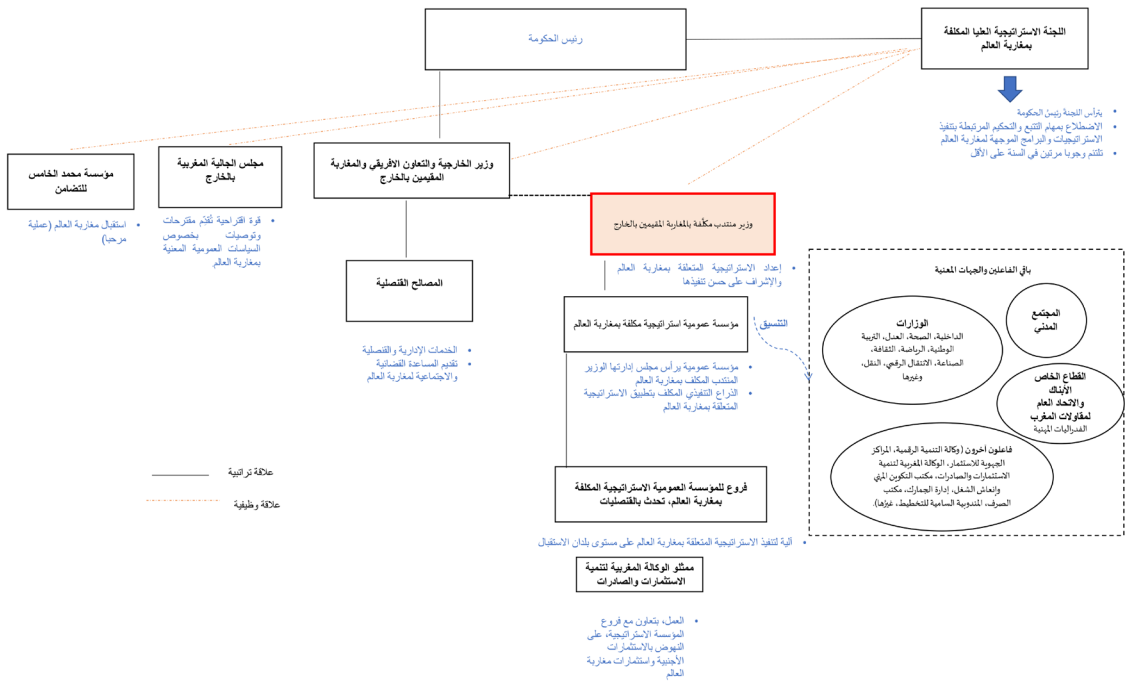 رئيس الحكومة
اللجنة الاستراتيجية العليا المكلفة
بمغاربة العالم
• يترأس اللجنة رئيسُ الحكومة
• الاضطلاع بمهام التتبع والتحكيم المرتبطة بتنفيذ
الاستراتيجيات والبرامج الموجهة لمغاربة العالم
• تلتئم وجوبا مرتين في السنة على الأقل
وزير الخارجية والتعاون الافريقي والمغاربة
المقيمين بالخارج
مجلس الجالية المغربية
بالخارج
• قوة اقتراحية تُقدِّم مقترحات
وتوصيات بخصوص
السياسات العمومية المعنية
بمغاربة العالم
مؤسسة محمد الخامس
للتضامن
• استقبال مغاربة العالم (عملية
مرحبا)
وزير منتدب مكلَّفة بالمغاربة المقيمين بالخارج
• إعداد الاستراتيجية المتعلقة بمغاربة العالم
والإشراف على حسن تنفيذها
المصالح القنصلية
• الخدمات الإدارية والقنصلية
• تقديم المساعدة القضائية
والاجتماعية لمغاربة العالم
مؤسسة عمومية استراتيجية مكلفة بمغاربة العالم
التنسيق
• مؤسسة عمومية يرأس مجلس إدارتها الوزير
المنتدب المكلف بمغاربة العالم
• الذراع التنفيذي المكلف بتطبيق الاستراتيجية
المتعلقة بمغاربة العالم
باقي الفاعلين والجهات المعنية
المجتمع
المدني
الوزارات
الداخلية، الصحة، العدل، التربية
الوطنية، الرياضة، الثقافة،
الصناعة، الانتقال الرقمي، النقل،
وغيرها
القطاع الخاص
الأبناك
والاتحاد العام
لمقاولات المغرب
الفدراليات المهنية
فاعلون آخرون (وكالة التنمية الرقمية، المراكز
الجهوية للاستثمار، الوكالة المغربية لتنمية
الاستثمارات والصادرات، مكتب التكوين المهني
وإنعاش الشغل، إدارة الجمارك، مكتب
الصرف، المندوبية السامية للتخطيط، غيرُها).
فروع للمؤسسة العمومية الاستراتيجية المكلفة
بمغاربة العالم، تحدث بالقنصليات
• آلية لتنفيذ الاستراتيجية المتعلقة بمغاربة العالم على مستوى بلدان الاستقبال
ممثلو الوكالة المغربية لتنمية
الاستثمارات والصادرات
• العمل، بتعاون مع فروع
المؤسسة الاستراتيجية، على
النهوض بالاستثمارات
الأجنبية واستثمارات مغاربة
العالم
علاقة تراتبية
علاقة وظيفية